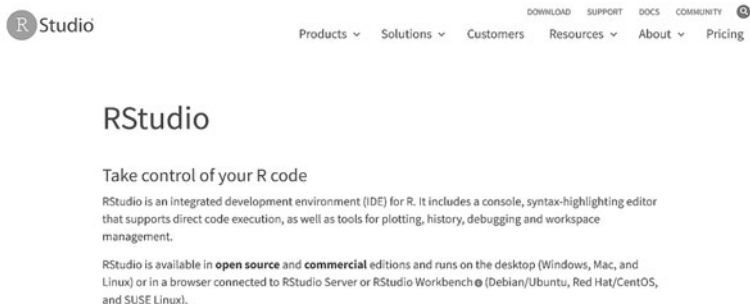 DOWNLOAD SUPPORT DOCS COMMUNITY
R Studio
Products Solutions Customers Resources About Pricing
RStudio
Take control of your R code
RStudio is an integrated development environment (IDE) for R. It includes a console, syntax-highlighting editor
that supports direct code execution, as well as tools for plotting, history, debugging and workspace
management.
RStudio is available in open source and commercial editions and runs on the desktop (Windows, Mac, and
Linux) or in a browser connected to RStudio Server or RStudio Workbench (Debian/Ubuntu, Red Hat/CentOS,
and SUSE Linux).